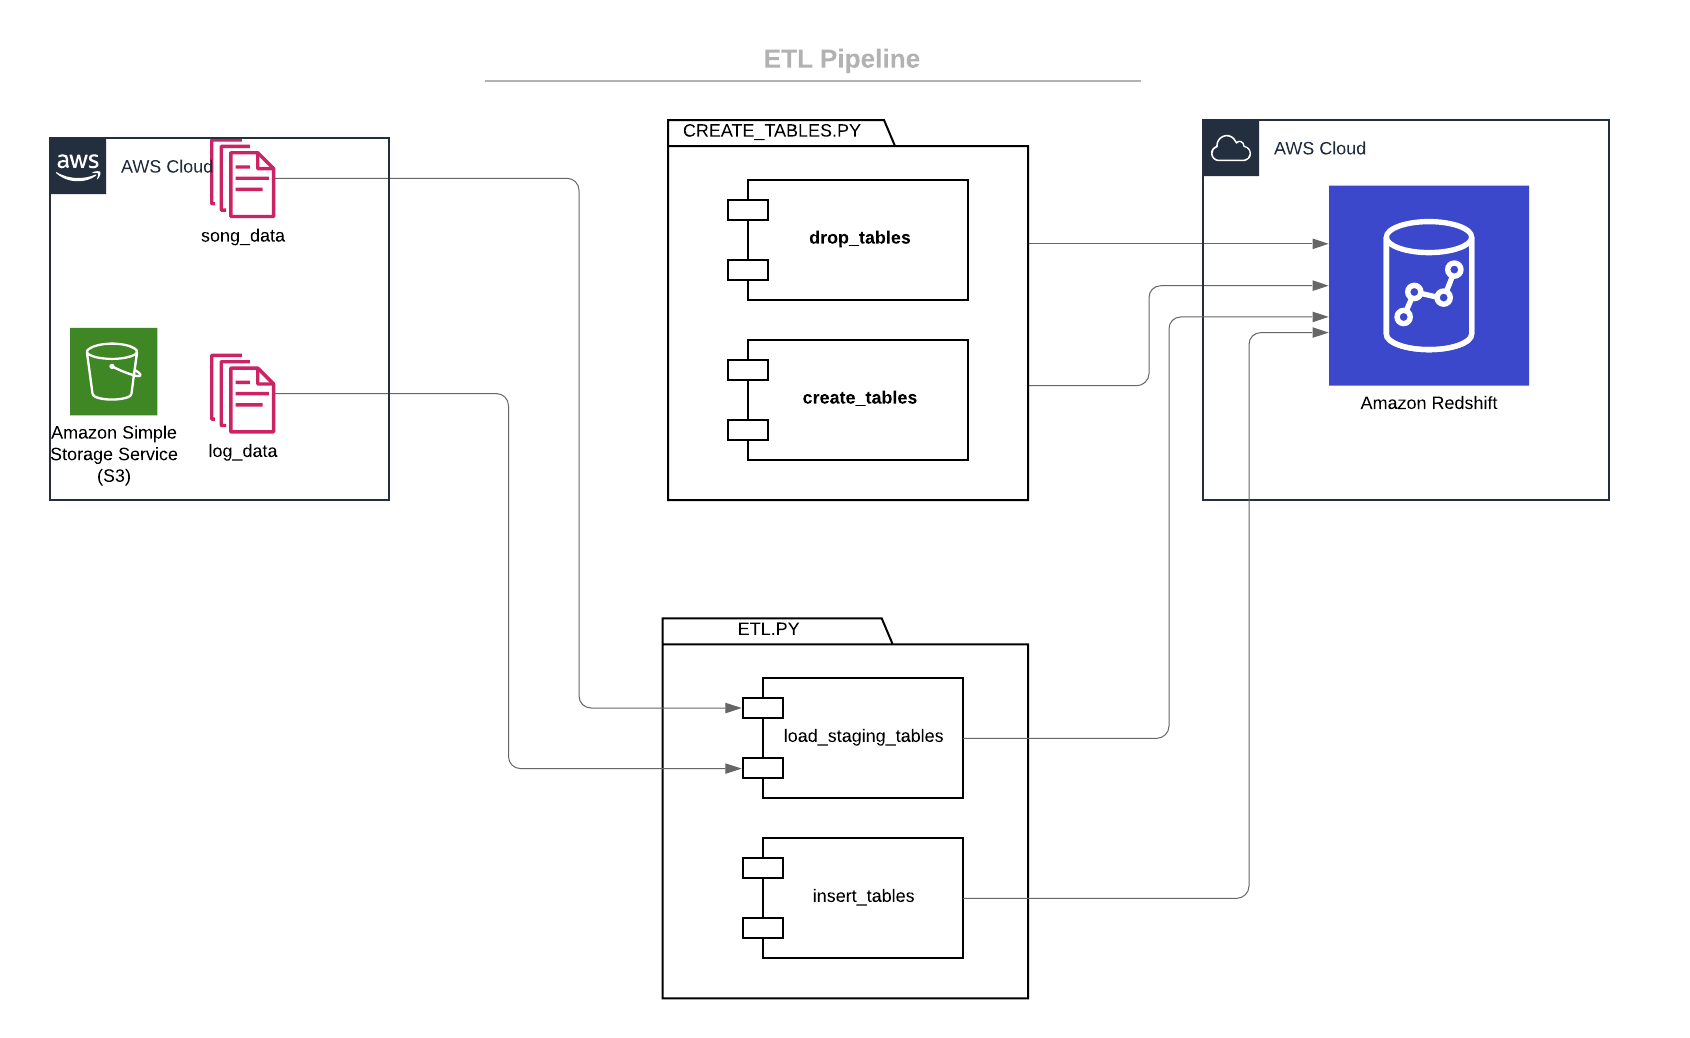 ETL Pipeline
aws
AWS Cloud
song_data
Amazon Simple
Storage Service
(S3)
log_data
CREATE_TABLES.PY
drop_tables
create_tables
AWS Cloud
Amazon Redshift
ETL.PY
load_staging_tables
insert_tables